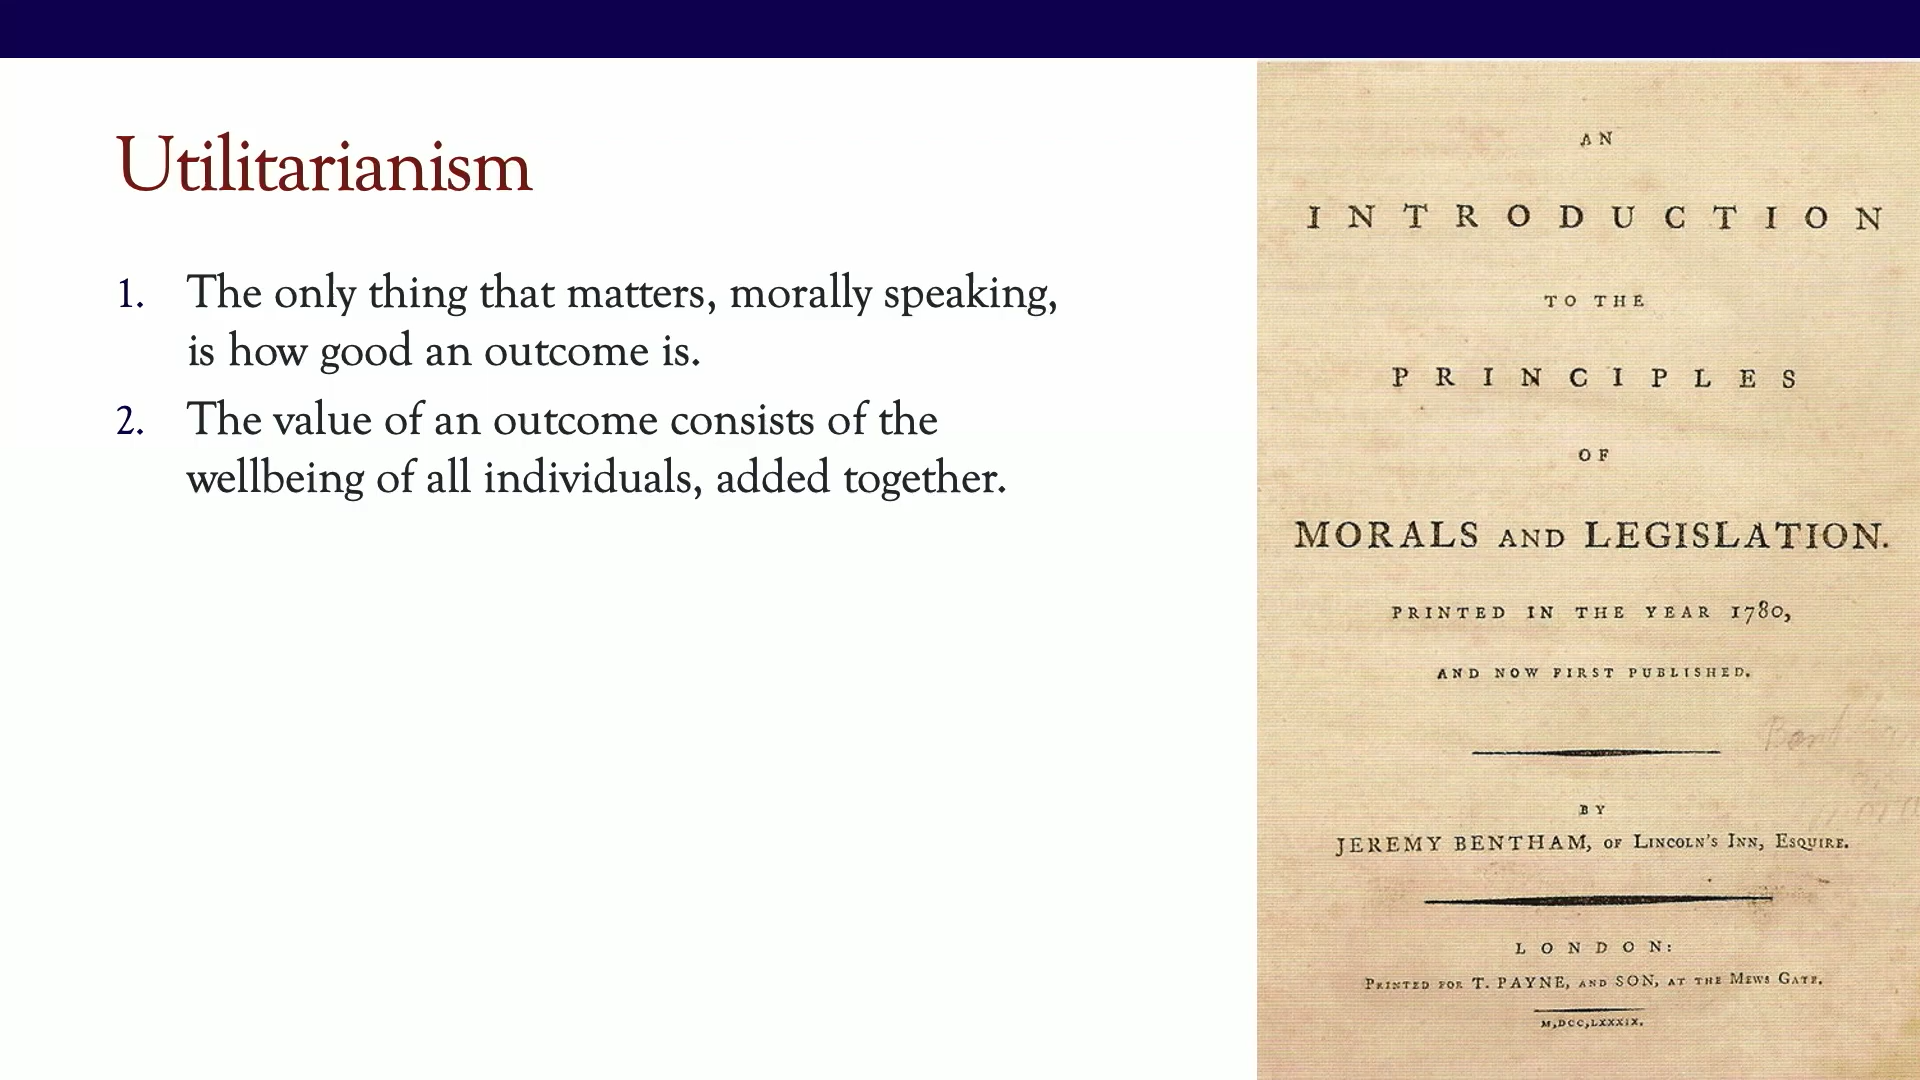 Utilitarianism
1. The only thing that matters, morally speaking,
is how good an outcome is.
2. The value of an outcome consists of the
wellbeing of all individuals, added together.
AN
INTRODUCTION
TO THE
PRINCIPLES
OF
MORALS AND LEGISLATION.
PRINTED IN THE YEAR 1780,
AND NOW FIRST PUBLISHED.
BY
JEREMY BENTHAM, OF LINCOLN'S INN, ESQUIRE.
LONDON:
PRINTED FOR T. PAYNE, AND SON, AT THE MEWS GATE.
M,DCC,LXXXIX.